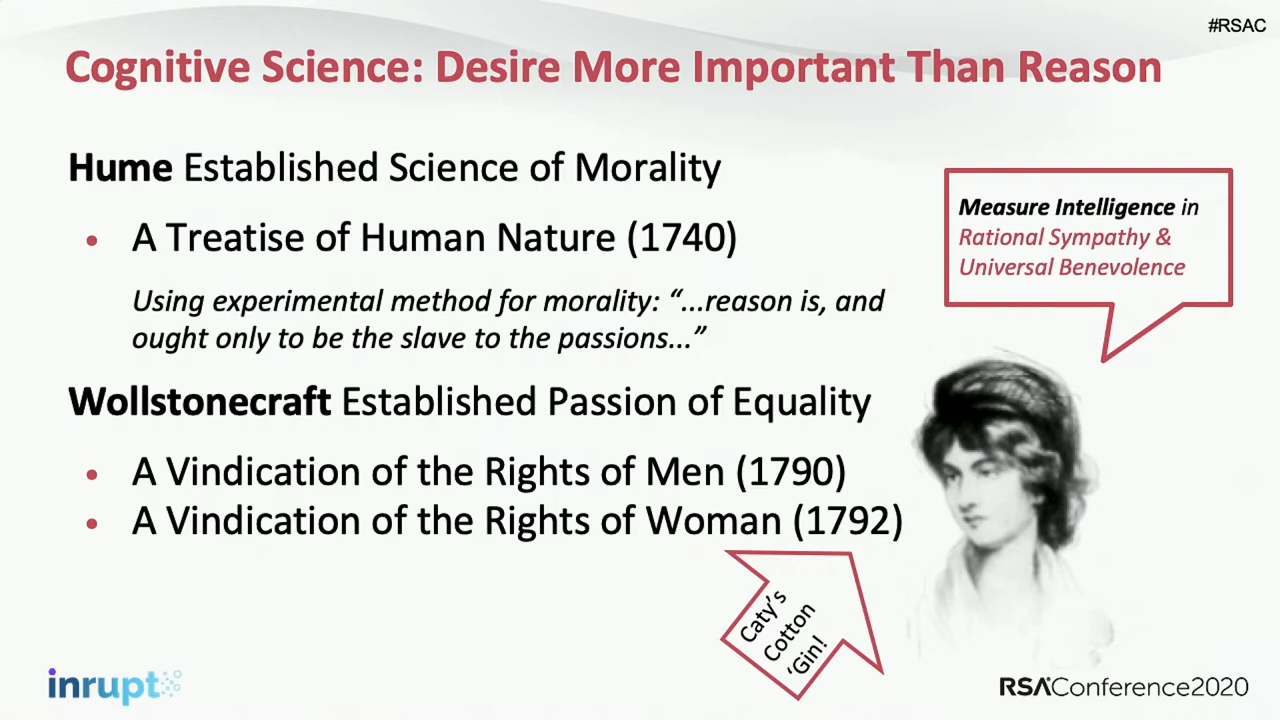 #RSAC
Cognitive Science: Desire More Important Than Reason
Hume Established Science of Morality
• A Treatise of Human Nature (1740)
Using experimental method for morality: “...reason is, and
ought only to be the slave to the passions...”
Wollstonecraft Established Passion of Equality
• A Vindication of the Rights of Men (1790)
• A Vindication of the Rights of Woman (1792)
Measure Intelligence in
Rational Sympathy &
Universal Benevolence
Caty’s
Cotton
‘Gin!
inrupt
RSAConference2020